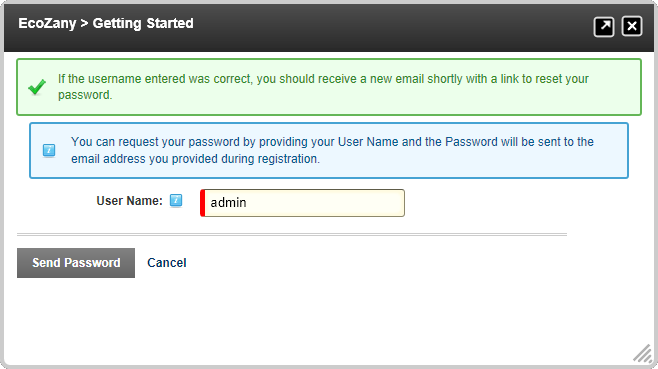 EcoZany > Getting Started
If the username entered was correct, you should receive a new email shortly with a link to reset your
password.
You can request your password by providing your User Name and the Password will be sent to the
email address you provided during registration.
User Name:
admin
Send Password Cancel